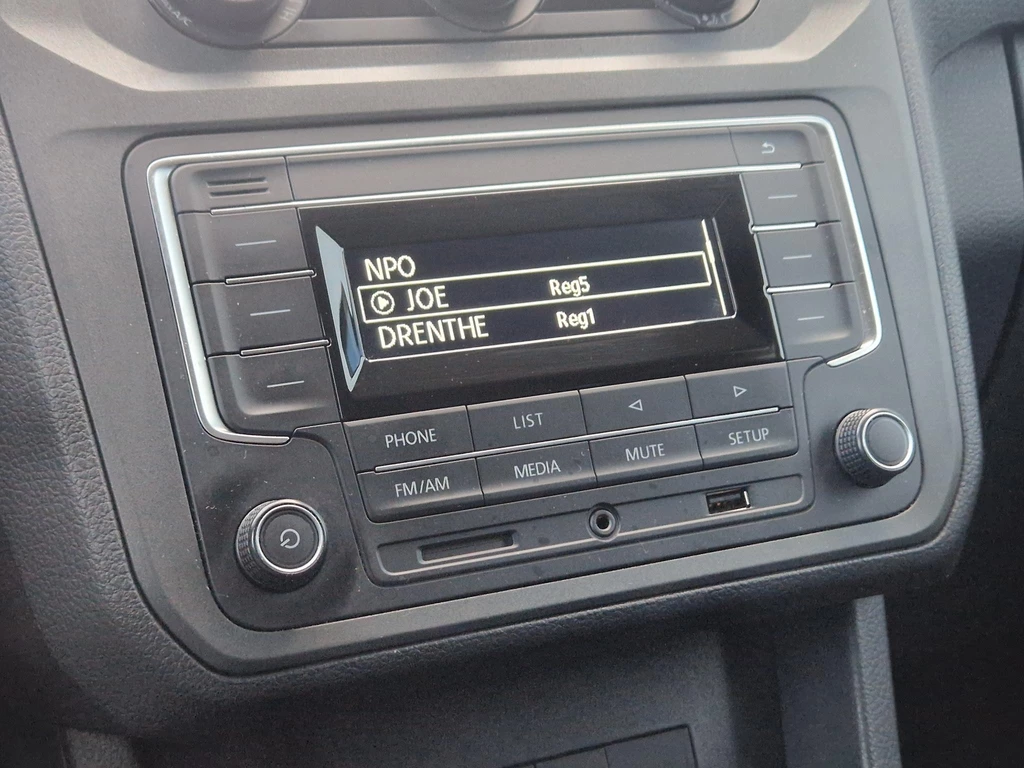 NPO
JOE Reg5
DRENTHE Reg1
PHONE LIST
FM/AM MEDIA MUTE SETUP